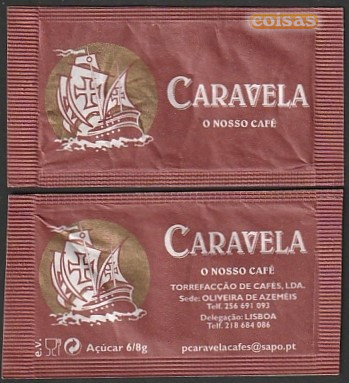 coisas
CARAVELA
O NOSSO CAFÉ
CARAVELA
O NOSSO CAFÉ
TORREFACÇÃO DE CAFES, LDA.
Sede: OLIVEIRA DE AZEMÉIS
Telf. 256 691 093
Delegação: LISBOA
Telf. 218 684 086
e.v. Açúcar 6/8g pcaravelacafes@sapo.pt